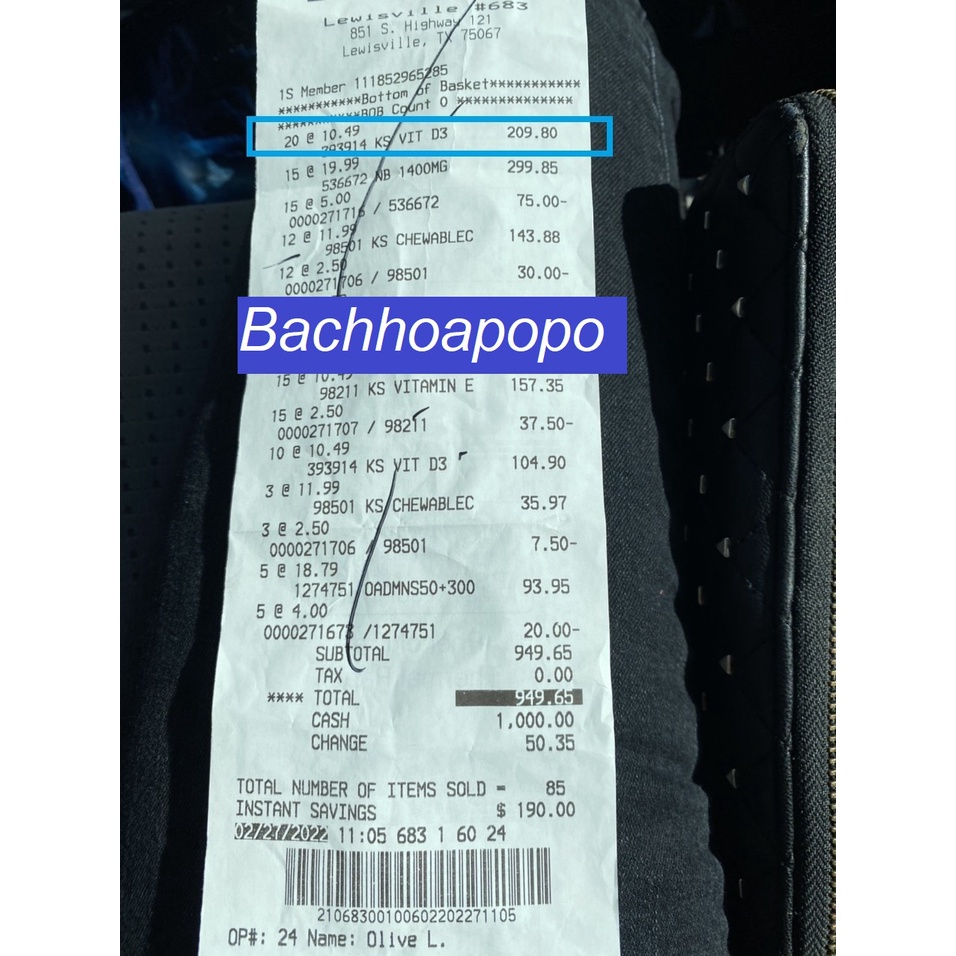 Lewisville #683
851 S. Highway 121
Lewisville, TX 75067
1S Member 111852965285
***********Bottom of Basket***********
***********BOB Count 0 **************
20 @ 10.49
393914 KS VIT D3 209.80
15 @ 19.99
536672 NB 1400MG 299.85
15 @ 5.00
0000271716 / 536672 75.00-
12 @ 11.99
98501 KS CHEWABLEC 143.88
12 @ 2.50
0000271706 / 98501 30.00-
Bachhoapopo
15 @ 10.49
98211 KS VITAMIN E 157.35
15 @ 2.50
0000271707 / 98211 37.50-
10 @ 10.49
393914 KS VIT D3 104.90
3 @ 11.99
98501 KS CHEWABLEC 35.97
3 @ 2.50
0000271706 / 98501 7.50-
5 @ 18.79
1274751 OADMNS50+300 93.95
5 @ 4.00
0000271673 /1274751 20.00-
SUBTOTAL 949.65
TAX 0.00
**** TOTAL 949.65
CASH 1,000.00
CHANGE 50.35
TOTAL NUMBER OF ITEMS SOLD = 85
INSTANT SAVINGS $ 190.00
02/27/2022 11:05 683 1 60 24
21068300100602202271105
OP#: 24 Name: Olive L.